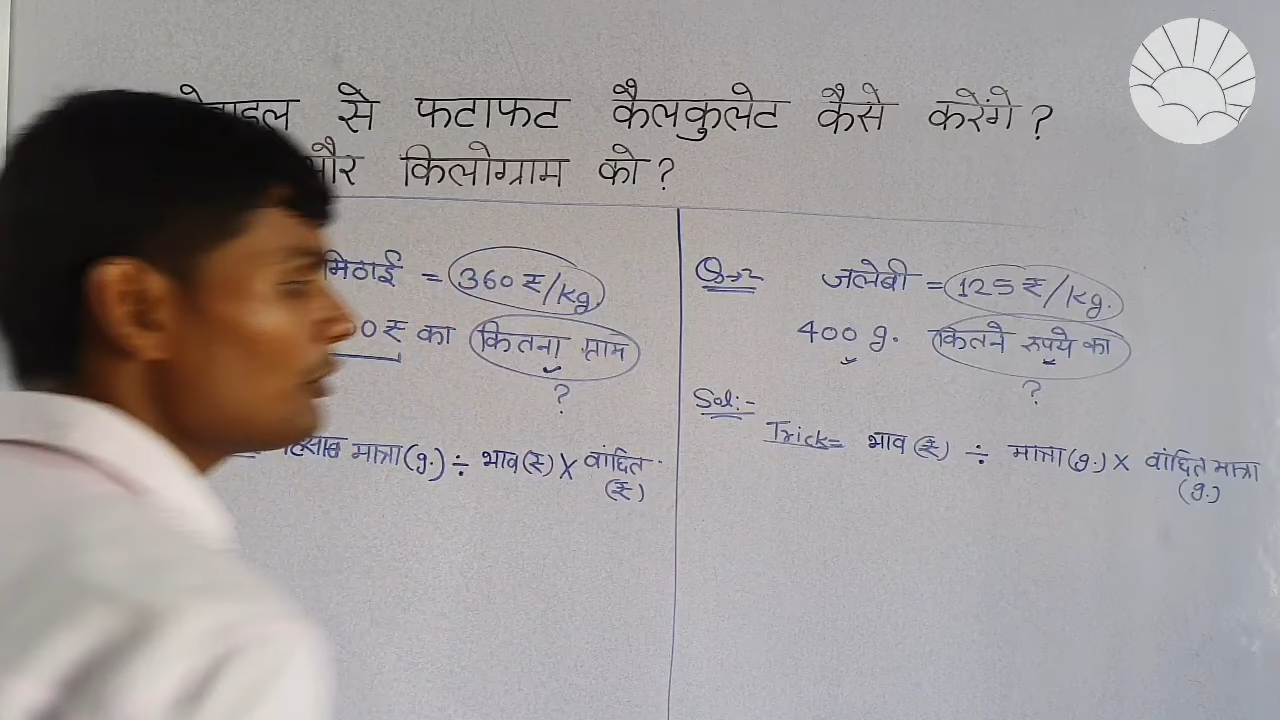 से फटाफट कैलकुलेट कैसे करेंगे ?
और किलोग्राम को ?
मिठाई = 360 ₹/kg.
₹ का कितना ग्राम
?
मात्रा (g.) ÷ भाव (₹) × वांछित
(₹)
Q→2 जलेबी = 125 ₹/kg.
400 g. कितने रुपये का
?
Sol:-
Trick= भाव (₹) ÷ मात्रा (g.) × वांछित मात्रा
(g.)